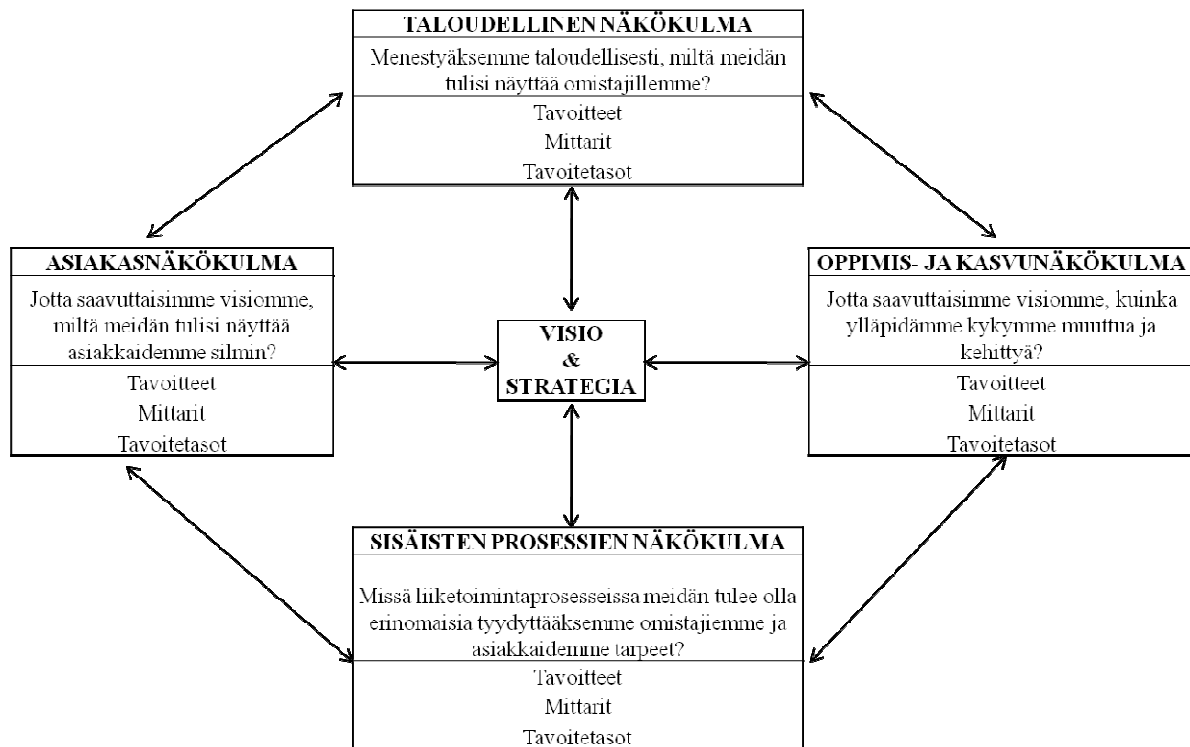 TALOUDELLINEN NÄKÖKULMA
Menestyäksemme taloudellisesti, miltä meidän
tulisi näyttää omistajillemme?
Tavoitteet
Mittarit
Tavoitetasot
ASIAKASNÄKÖKULMA
Jotta saavuttaisimme visiomme,
miltä meidän tulisi näyttää
asiakkaidemme silmin?
Tavoitteet
Mittarit
Tavoitetasot
VISIO
&
STRATEGIA
OPPIMIS- JA KASVUNÄKÖKULMA
Jotta saavuttaisimme visiomme, kuinka
ylläpidämme kykymme muuttua ja
kehittyä?
Tavoitteet
Mittarit
Tavoitetasot
SISÄISTEN PROSESSIEN NÄKÖKULMA
Missä liiketoimintaprosesseissa meidän tulee olla
erinomaisia tyydyttääksemme omistajiemme ja
asiakkaidemme tarpeet?
Tavoitteet
Mittarit
Tavoitetasot